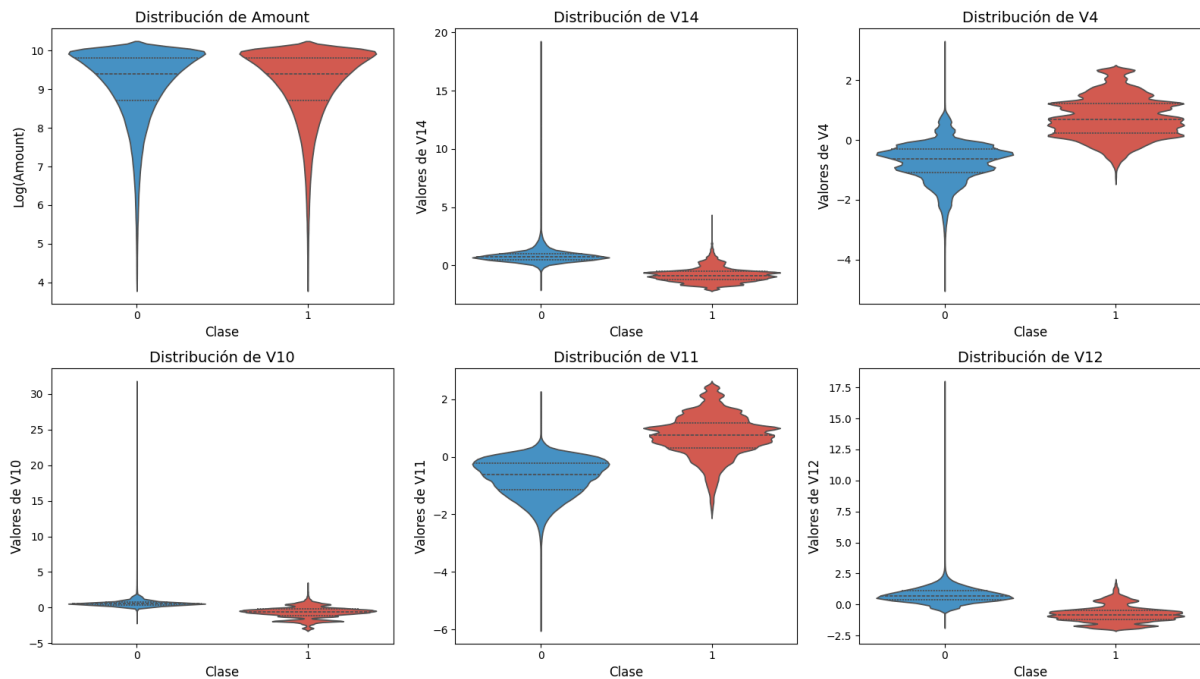 Distribución de Amount
Log(Amount)
10
9
8
7
6
5
4
0
1
Clase
Distribución de V14
Valores de V14
20
15
10
5
0
0
1
Clase
Distribución de V4
Valores de V4
2
0
−2
−4
0
1
Clase
Distribución de V10
Valores de V10
30
25
20
15
10
5
0
−5
0
1
Clase
Distribución de V11
Valores de V11
2
0
−2
−4
−6
0
1
Clase
Distribución de V12
Valores de V12
17.5
15.0
12.5
10.0
7.5
5.0
2.5
0.0
−2.5
0
1
Clase